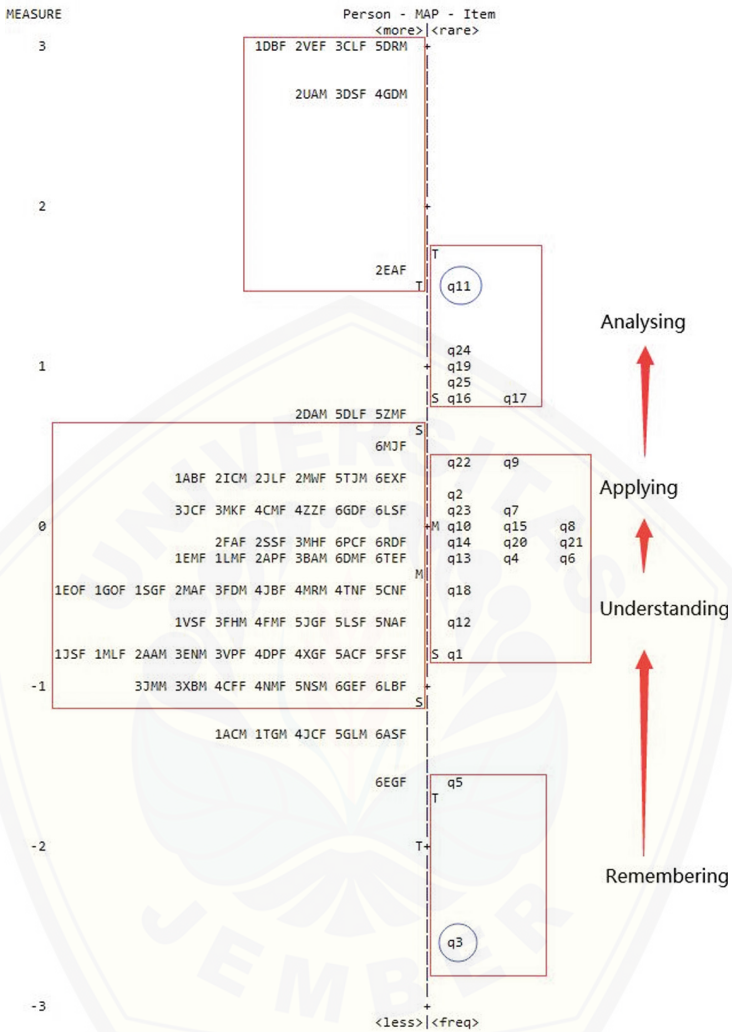 MEASURE Person - MAP - Item
<more>|<rare>
3 1DBF 2VEF 3CLF 5DRM +
2UAM 3DSF 4GDM
2 +
T
2EAF
T q11
Analysing
q24
1 + q19
q25
S q16 q17
2DAM 5DLF 5ZMF
S
6MJF
q22 q9
1ABF 2ICM 2JLF 2MWF 5TJM 6EXF
Applying
q2
3JCF 3MKF 4CMF 4ZZF 6GDF 6LSF q23 q7
0 +M q10 q15 q8
2FAF 2SSF 3MHF 6PCF 6RDF q14 q20 q21
1EMF 1LMF 2APF 3BAM 6DMF 6TEF q13 q4 q6
M
1EOF 1GOF 1SGF 2MAF 3FDM 4JBF 4MRM 4TNF 5CNF q18
Understanding
1VSF 3FHM 4FMF 5JGF 5LSF 5NAF q12
1JSF 1MLF 2AAM 3ENM 3VPF 4DPF 4XGF 5ACF 5FSF S q1
-1 3JMM 3XBM 4CFF 4NMF 5NSM 6GEF 6LBF +
S
1ACM 1TGM 4JCF 5GLM 6ASF
6EGF q5
T
-2 T+
Remembering
q3
-3 +
<less>|<freq>
UNIVERSITAS
JEMBER